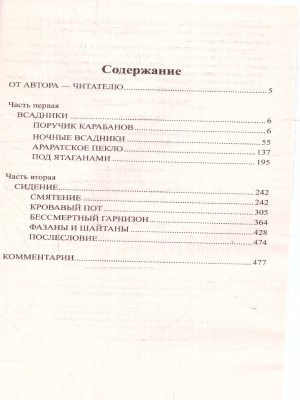 Содержание
ОТ АВТОРА — ЧИТАТЕЛЮ 5
Часть первая
ВСАДНИКИ 6
ПОРУЧИК КАРАБАНОВ 6
НОЧНЫЕ ВСАДНИКИ 55
АРАРАТСКОЕ ПЕКЛО 137
ПОД ЯТАГАНАМИ 195
Часть вторая
СИДЕНИЕ 242
СМЯТЕНИЕ 242
КРОВАВЫЙ ПОТ 305
БЕССМЕРТНЫЙ ГАРНИЗОН 364
ФАЗАНЫ И ШАЙТАНЫ 428
ПОСЛЕСЛОВИЕ 474
КОММЕНТАРИИ 477